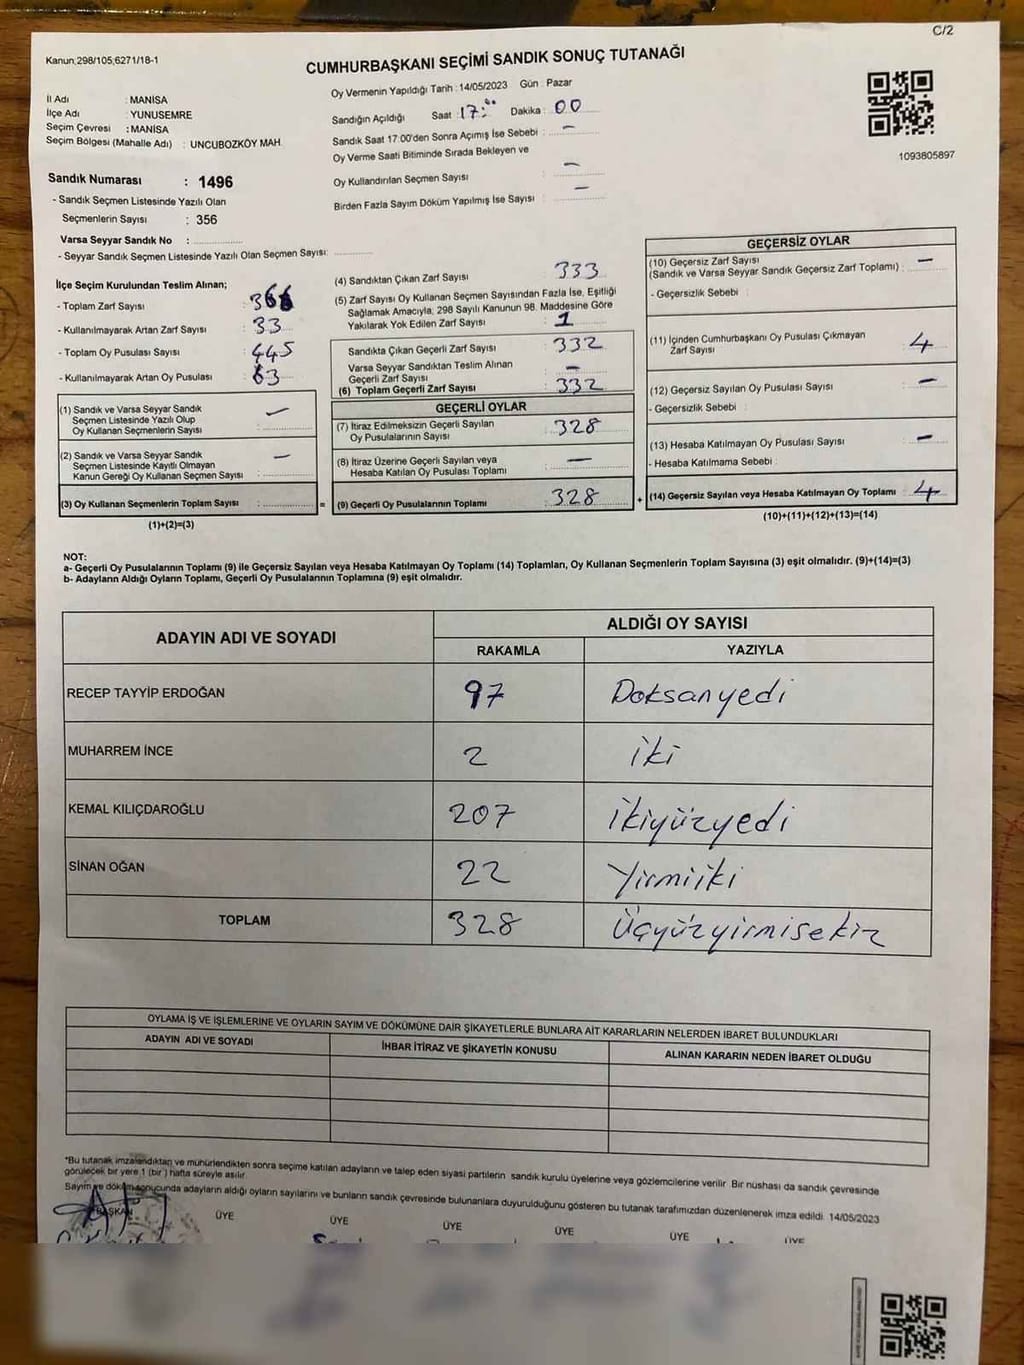 C/2
Kanun;298/105;6271/18-1
CUMHURBAŞKANI SEÇİMİ SANDIK SONUÇ TUTANAĞI
İl Adı : MANİSA
İlçe Adı : YUNUSEMRE
Seçim Çevresi : MANİSA
Seçim Bölgesi (Mahalle Adı) : UNCUBOZKÖY MAH.
Oy Vermenin Yapıldığı Tarih : 14/05/2023 Gün : Pazar
Sandığın Açıldığı Saat : 17:00 Dakika : 00
Sandık Saat 17:00'den Sonra Açımış İse Sebebi : -
Oy Verme Saati Bitiminde Sırada Bekleyen ve
Oy Kullandırılan Seçmen Sayısı : -
Birden Fazla Sayım Döküm Yapılmış İse Sayısı : -
1093805897
Sandık Numarası : 1496
- Sandık Seçmen Listesinde Yazılı Olan
Seçmenlerin Sayısı : 356
Varsa Seyyar Sandık No :
- Seyyar Sandık Seçmen Listesinde Yazılı Olan Seçmen Sayısı:
İlçe Seçim Kurulundan Teslim Alınan;
- Toplam Zarf Sayısı :
- Kullanılmayarak Artan Zarf Sayısı : 33
- Toplam Oy Pusulası Sayısı : 445
- Kullanılmayarak Artan Oy Pusulası :
(1) Sandık ve Varsa Seyyar Sandık
Seçmen Listesinde Yazılı Olup
Oy Kullanan Seçmenlerin Sayısı : -
(2) Sandık ve Varsa Seyyar Sandık
Seçmen Listesinde Kayıtlı Olmayan
Kanun Gereği Oy Kullanan Seçmen Sayısı : -
(3) Oy Kullanan Seçmenlerin Toplam Sayısı : =
(1)+(2)=(3)
(4) Sandıktan Çıkan Zarf Sayısı : 333
(5) Zarf Sayısı Oy Kullanan Seçmen Sayısından Fazla İse, Eşitliği
Sağlamak Amacıyla, 298 Sayılı Kanunun 98. Maddesine Göre
Yakılarak Yok Edilen Zarf Sayısı : 1
Sandıkta Çıkan Geçerli Zarf Sayısı : 332
Varsa Seyyar Sandıktan Teslim Alınan
Geçerli Zarf Sayısı : -
(6) Toplam Geçerli Zarf Sayısı : 332
GEÇERLİ OYLAR
(7) İtiraz Edilmeksizin Geçerli Sayılan
Oy Pusulalarının Sayısı : 328
(8) İtiraz Üzerine Geçerli Sayılan veya
Hesaba Katılan Oy Pusulası Toplamı : -
(9) Geçerli Oy Pusulalarının Toplamı : 328 +
GEÇERSİZ OYLAR
(10) Geçersiz Zarf Sayısı
(Sandık ve Varsa Seyyar Sandık Geçersiz Zarf Toplamı) : -
- Geçersizlik Sebebi :
(11) İçinden Cumhurbaşkanı Oy Pusulası Çıkmayan
Zarf Sayısı : 4
(12) Geçersiz Sayılan Oy Pusulası Sayısı : -
- Geçersizlik Sebebi :
(13) Hesaba Katılmayan Oy Pusulası Sayısı : -
- Hesaba Katılmama Sebebi :
(14) Geçersiz Sayılan veya Hesaba Katılmayan Oy Toplamı : 4
(10)+(11)+(12)+(13)=(14)
NOT:
a- Geçerli Oy Pusulalarının Toplamı (9) ile Geçersiz Sayılan veya Hesaba Katılmayan Oy Toplamı (14) Toplamları, Oy Kullanan Seçmenlerin Toplam Sayısına (3) eşit olmalıdır. (9)+(14)=(3)
b- Adayların Aldığı Oyların Toplamı, Geçerli Oy Pusulalarının Toplamına (9) eşit olmalıdır.
ADAYIN ADI VE SOYADI
ALDIĞI OY SAYISI
RAKAMLA YAZIYLA
RECEP TAYYİP ERDOĞAN 97 Doksanyedi
MUHARREM İNCE 2 iki
KEMAL KILIÇDAROĞLU 207 ikiyüzyedi
SİNAN OĞAN 22 Yirmiiki
TOPLAM 328 Üçyüzyirmisekiz
OYLAMA İŞ VE İŞLEMLERİNE VE OYLARIN SAYIM VE DÖKÜMÜNE DAİR ŞİKAYETLERLE BUNLARA AİT KARARLARIN NELERDEN İBARET BULUNDUKLARI
ADAYIN ADI VE SOYADI İHBAR İTİRAZ VE ŞİKAYETİN KONUSU ALINAN KARARIN NEDEN İBARET OLDUĞU
*Bu tutanak imzalandıktan ve mühürlendikten sonra seçime katılan adayların ve talep eden siyasi partilerin sandık kurulu üyelerine veya gözlemcilerine verilir. Bir nüshası da sandık çevresinde
görülecek bir yere 1 (bir) hafta süreyle asılır.
Sayım ve döküm sonucunda adayların aldığı oyların sayılarını ve bunların sandık çevresinde bulunanlara duyurulduğunu gösteren bu tutanak tarafımızdan düzenlenerek imza edildi. 14/05/2023
BAŞKAN ÜYE ÜYE ÜYE ÜYE ÜYE ÜYE